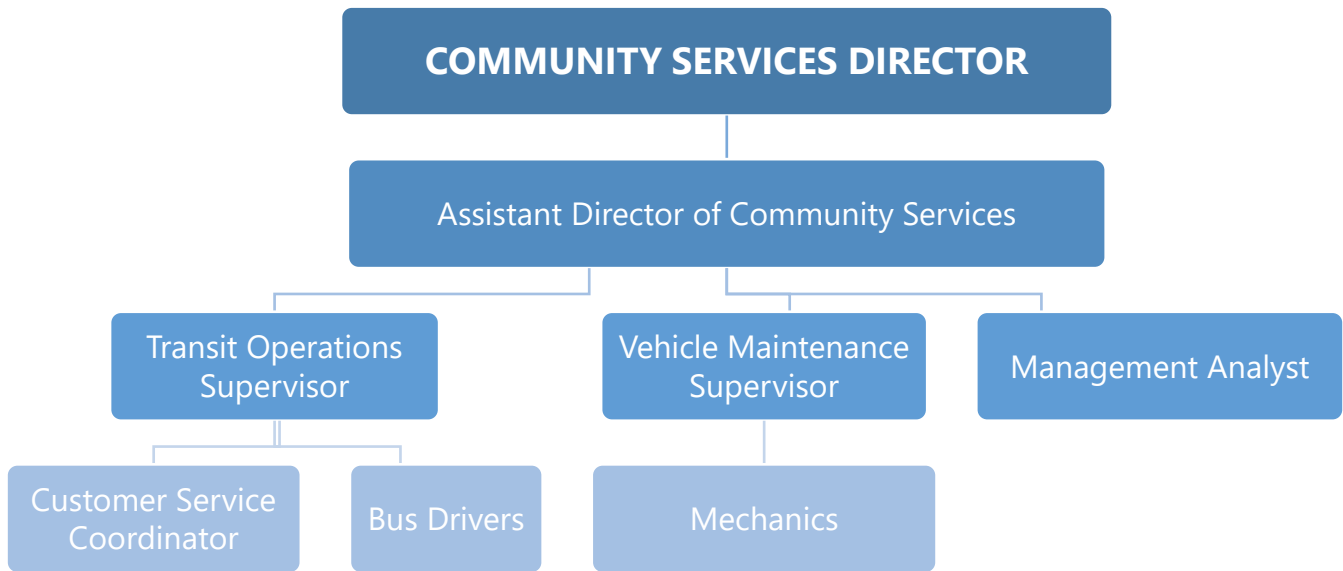 COMMUNITY SERVICES DIRECTOR
Assistant Director of Community Services
Transit Operations
Supervisor
Vehicle Maintenance
Supervisor
Management Analyst
Customer Service
Coordinator
Bus Drivers
Mechanics